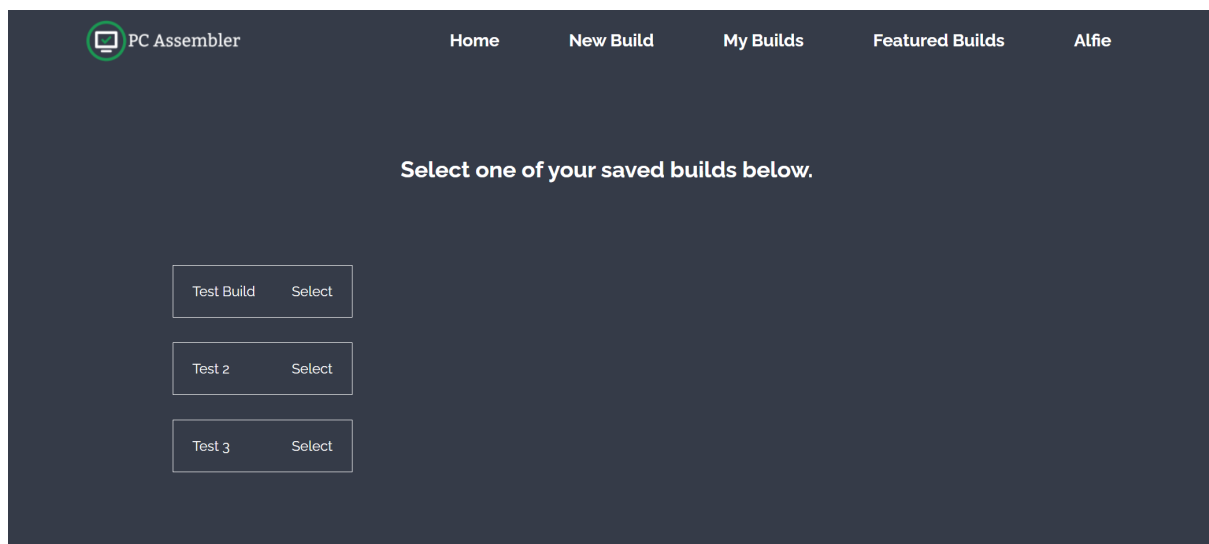 PC Assembler Home New Build My Builds Featured Builds Alfie
Select one of your saved builds below.
Test Build Select
Test 2 Select
Test 3 Select